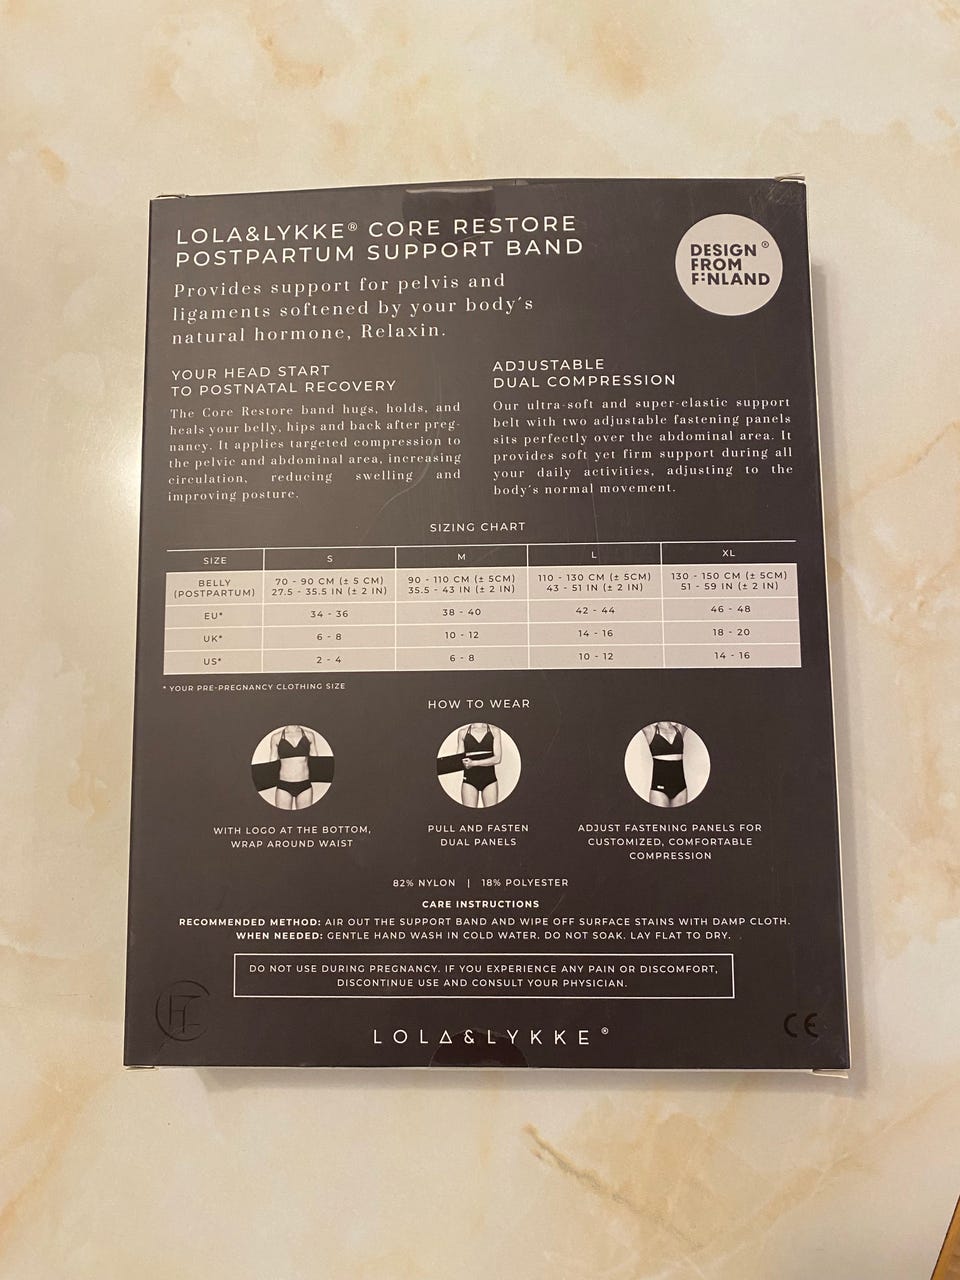 LOLA&LYKKE® CORE RESTORE
POSTPARTUM SUPPORT BAND
DESIGN®
FROM
FINLAND
Provides support for pelvis and
ligaments softened by your body's
natural hormone, Relaxin.
YOUR HEAD START
TO POSTNATAL RECOVERY
The Core Restore band hugs, holds, and
heals your belly, hips and back after preg-
nancy. It applies targeted compression to
the pelvic and abdominal area, increasing
circulation, reducing swelling and
improving posture.
ADJUSTABLE
DUAL COMPRESSION
Our ultra-soft and super-elastic support
belt with two adjustable fastening panels
sits perfectly over the abdominal area. It
provides soft yet firm support during all
your daily activities, adjusting to the
body's normal movement.
SIZING CHART
SIZE S M L XL
BELLY (POSTPARTUM) 70 - 90 CM (± 5 CM) 90 - 110 CM (± 5CM) 110 - 130 CM (± 5CM) 130 - 150 CM (± 5CM)
27.5 - 35.5 IN (± 2 IN) 35.5 - 43 IN (± 2 IN) 43 - 51 IN (± 2 IN) 51 - 59 IN (± 2 IN)
EU* 34 - 36 38 - 40 42 - 44 46 - 48
UK* 6 - 8 10 - 12 14 - 16 18 - 20
US* 2 - 4 6 - 8 10 - 12 14 - 16
* YOUR PRE-PREGNANCY CLOTHING SIZE
HOW TO WEAR
WITH LOGO AT THE BOTTOM,
WRAP AROUND WAIST
PULL AND FASTEN
DUAL PANELS
ADJUST FASTENING PANELS FOR
CUSTOMIZED, COMFORTABLE
COMPRESSION
82% NYLON | 18% POLYESTER
CARE INSTRUCTIONS
RECOMMENDED METHOD: AIR OUT THE SUPPORT BAND AND WIPE OFF SURFACE STAINS WITH DAMP CLOTH.
WHEN NEEDED: GENTLE HAND WASH IN COLD WATER. DO NOT SOAK. LAY FLAT TO DRY.
DO NOT USE DURING PREGNANCY. IF YOU EXPERIENCE ANY PAIN OR DISCOMFORT,
DISCONTINUE USE AND CONSULT YOUR PHYSICIAN.
LOLA&LYKKE®
CE